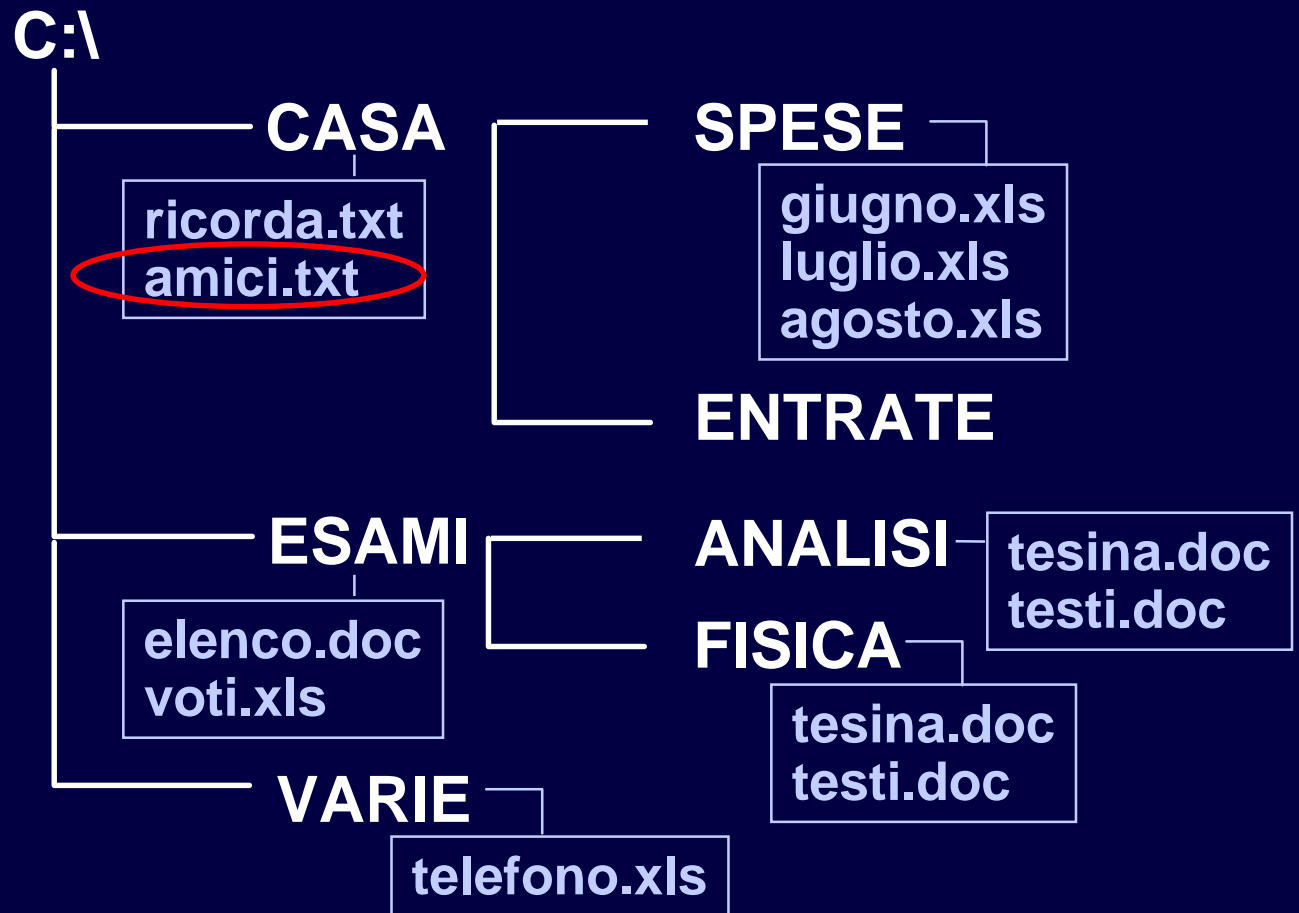 C:\
CASA
ricorda.txt
amici.txt
SPESE
giugno.xls
luglio.xls
agosto.xls
ENTRATE
ESAMI
elenco.doc
voti.xls
ANALISI
tesina.doc
testi.doc
FISICA
tesina.doc
testi.doc
VARIE
telefono.xls